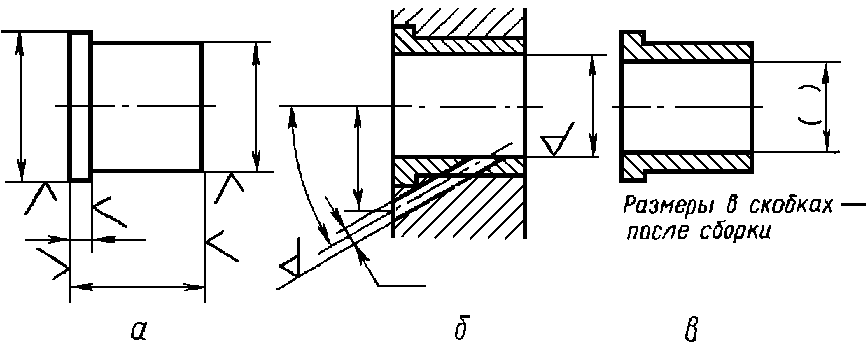 ( )
Размеры в скобках —
после сборки
а
б
в